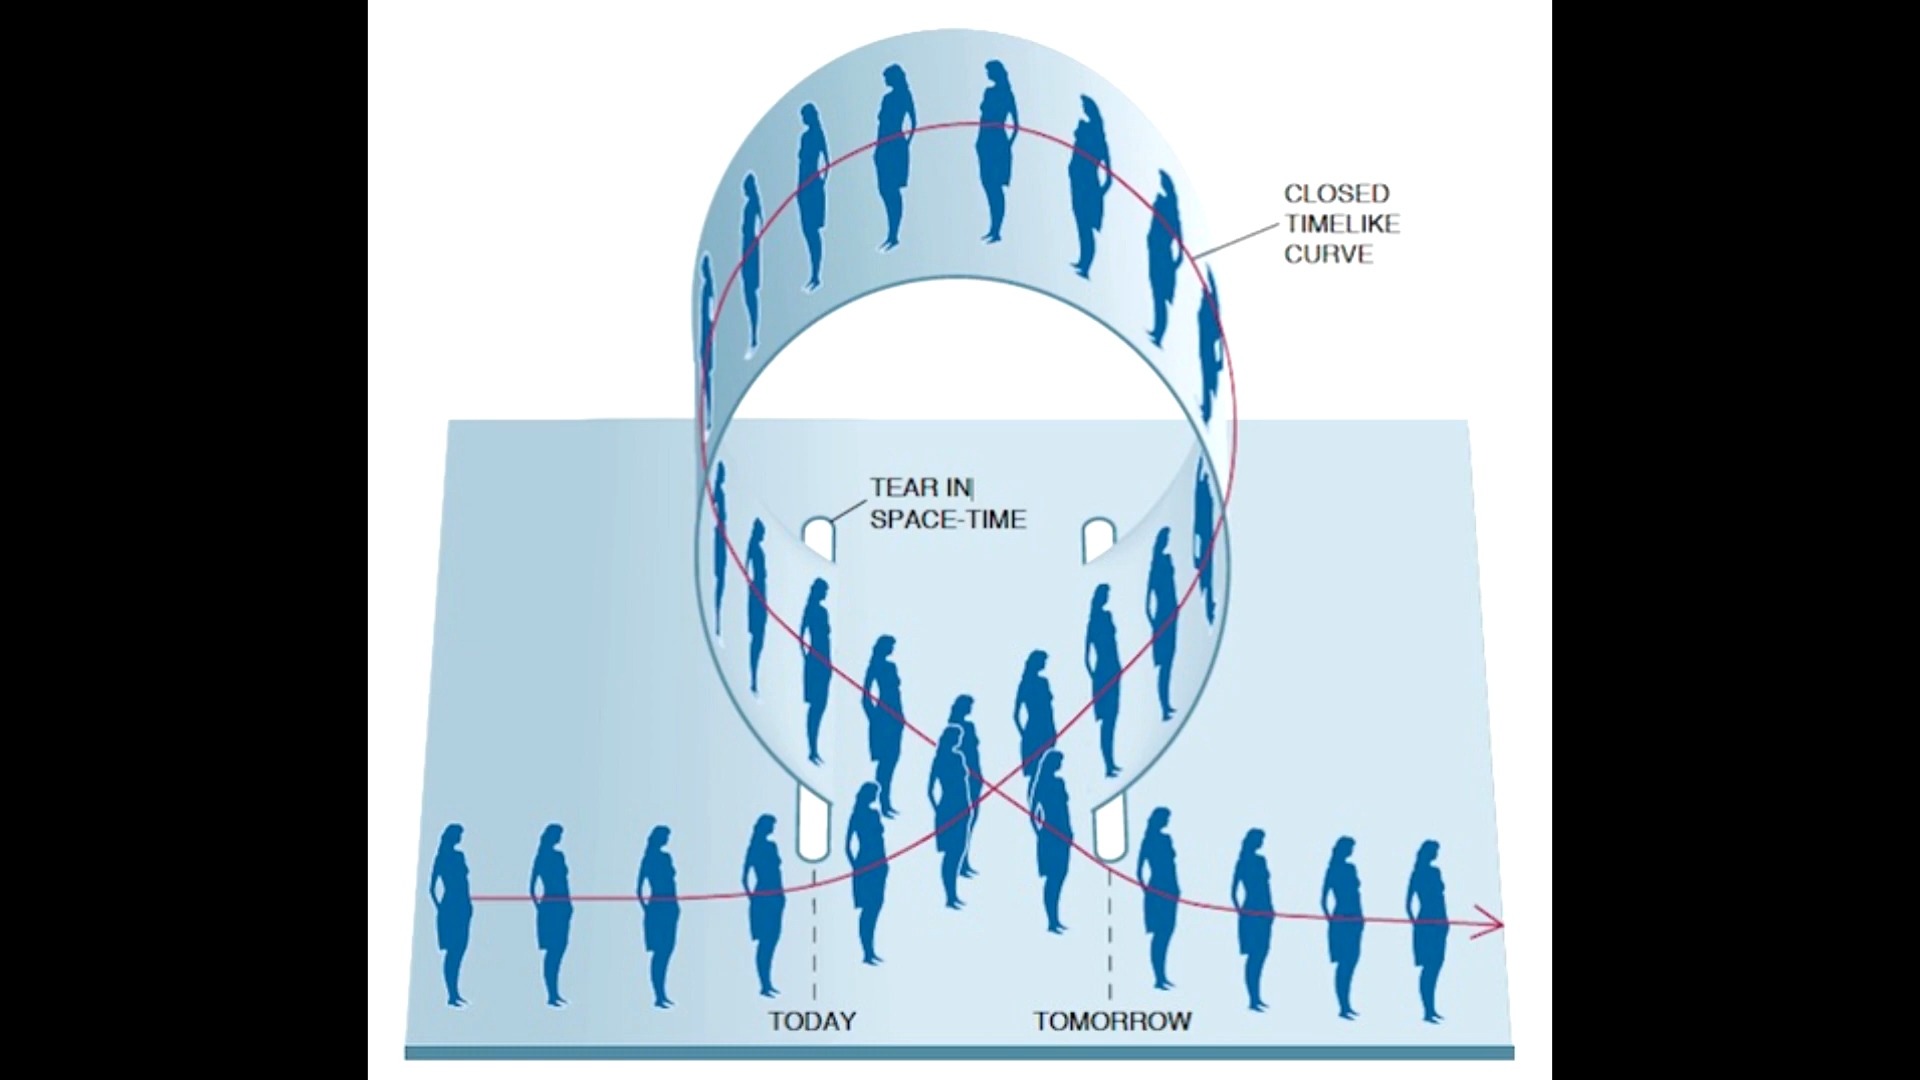 CLOSED
TIMELIKE
CURVE
TEAR IN
SPACE-TIME
TODAY
TOMORROW